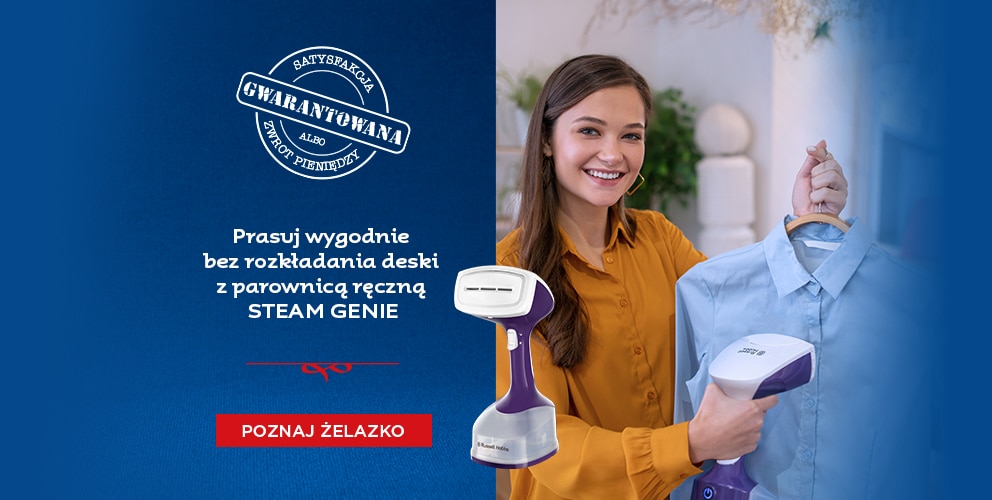 SATYSFAKCJA
GWARANTOWANA
ALBO
ZWROT PIENIĘDZY
Prasuj wygodnie
bez rozkładania deski
z parownicą ręczną
STEAM GENIE
POZNAJ ŻELAZKO
Russell Hobbs